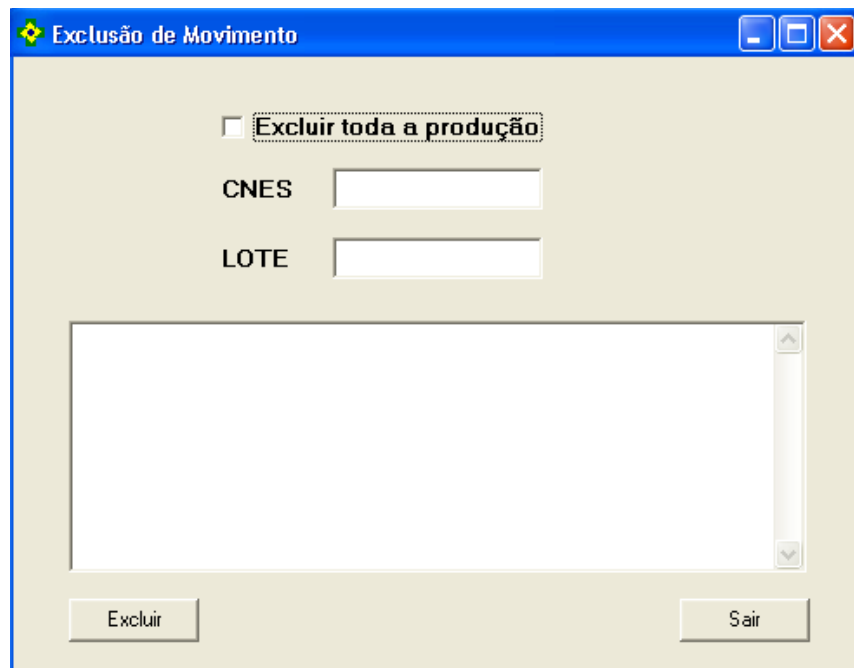 Exclusão de Movimento
Excluir toda a produção
CNES
LOTE
Excluir
Sair